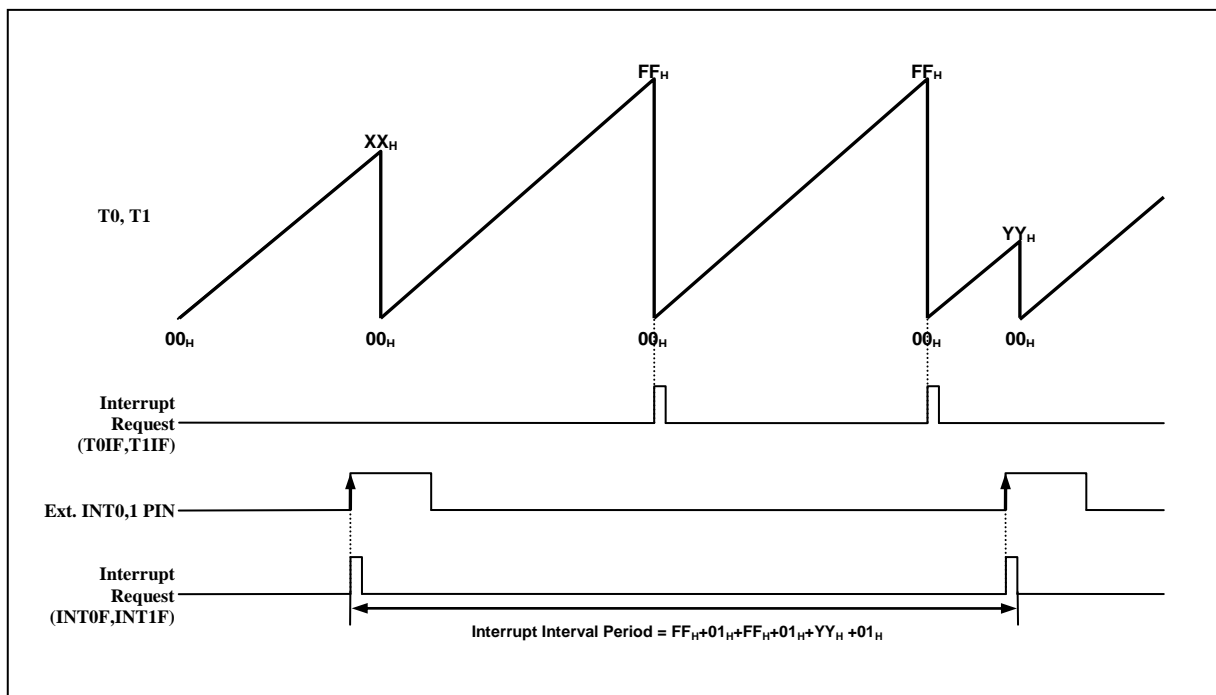 FFH FFH
XXH
T0, T1
YYH
00H 00H 00H 00H 00H
Interrupt
Request
(T0IF,T1IF)
Ext. INT0,1 PIN
Interrupt
Request
(INT0F,INT1F)
Interrupt Interval Period = FFH+01H+FFH+01H+YYH +01H